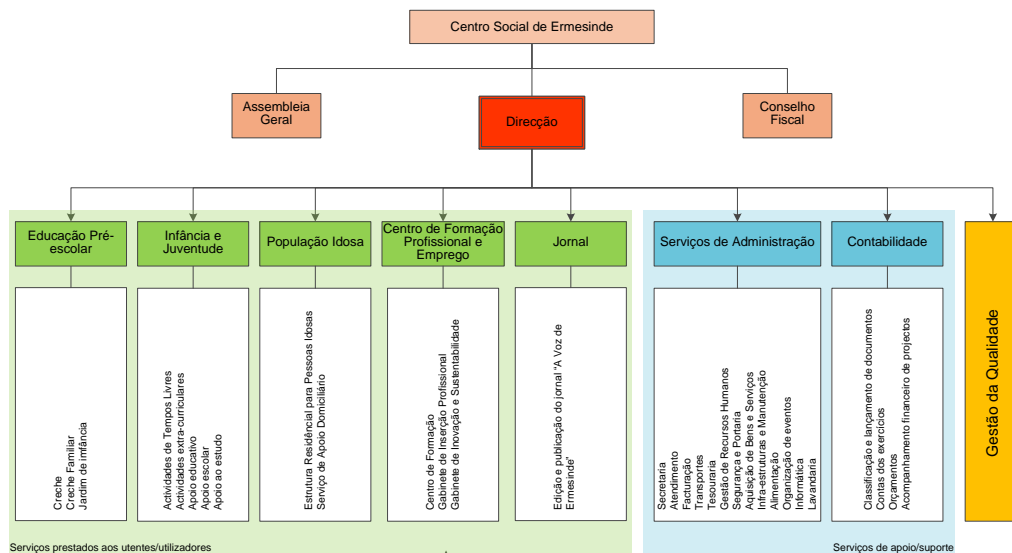 Centro Social de Ermesinde
Assembleia
Geral
Direcção
Conselho
Fiscal
Educação Pré-
escolar
Infância e
Juventude
População Idosa
Centro de Formação
Profissional e
Emprego
Jornal
Serviços de Administração
Contabilidade
Gestão da Qualidade
Creche
Creche Familiar
Jardim de infância
Actividades de Tempos Livres
Actividades extra-curriculares
Apoio educativo
Apoio escolar
Apoio ao estudo
Estrutura Residêncial para Pessoas Idosas
Serviço de Apoio Domiciliário
Centro de Formação
Gabinete de Inserção Profissional
Gabinete de Inovação e Sustentabilidade
Edição e publicação do jornal "A Voz de
Ermesinde"
Secretaria
Atendimento
Facturação
Transportes
Tesouraria
Gestão de Recursos Humanos
Segurança e Portaria
Aquisição de Bens e Serviços
Infra-estruturas e Manutenção
Alimentação
Organização de eventos
Informática
Lavandaria
Classificação e lançamento de documentos
Contas dos exercícios
Orçamentos
Acompanhamento financeiro de projectos
Serviços prestados aos utentes/utilizadores
Serviços de apoio/suporte